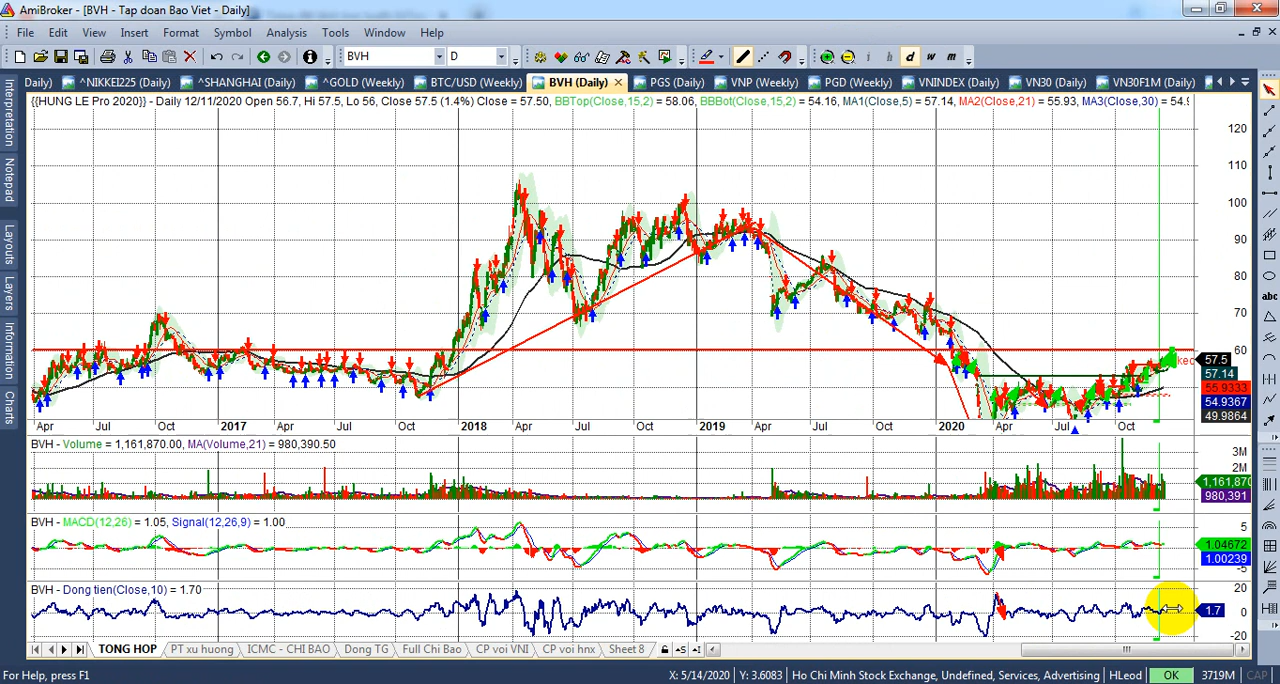 AmiBroker - [BVH - Tap doan Bao Viet - Daily]
File Edit View Insert Format Symbol Analysis Tools Window Help
BVH D i h d w m
Daily) ^NIKKEI225 (Daily) ^SHANGHAI (Daily) ^GOLD (Weekly) BTC/USD (Weekly) BVH (Daily) PGS (Daily) VNP (Weekly) PGD (Weekly) VNINDEX (Daily) VN30 (Daily) VN30F1M (Daily)
{{HUNG LE Pro 2020}} - Daily 12/11/2020 Open 56.7, Hi 57.5, Lo 56, Close 57.5 (1.4%) Close = 57.50, BBTop(Close,15,2) = 58.06, BBBot(Close,15,2) = 54.16, MA1(Close,5) = 57.14, MA2(Close,21) = 55.93, MA3(Close,30) = 54.9
Interpretation
Notepad
Layouts
Layers
Information
Charts
abc
120
110
100
90
80
70
60
57.5
57.14
55.9333
54.9367
49.9864
Apr Jul Oct 2017 Apr Jul Oct 2018 Apr Jul Oct 2019 Apr Jul Oct 2020 Apr Jul Oct
BVH - Volume = 1,161,870.00, MA(Volume,21) = 980,390.50
3M
2M
1,161,870
980,391
BVH - MACD(12,26) = 1.05, Signal(12,26,9) = 1.00
5
1.04672
1.00239
-5
BVH - Dong tien(Close,10) = 1.70
20
0
1.7
-20
TONG HOP PT xu huong ICMC - CHI BAO Dong TG Full Chi Bao CP voi VNI CP voi hnx Sheet 8
For Help, press F1 X: 5/14/2020 Y: 3.6083 Ho Chi Minh Stock Exchange, Undefined, Services, Advertising HLeod OK 3719M CAP